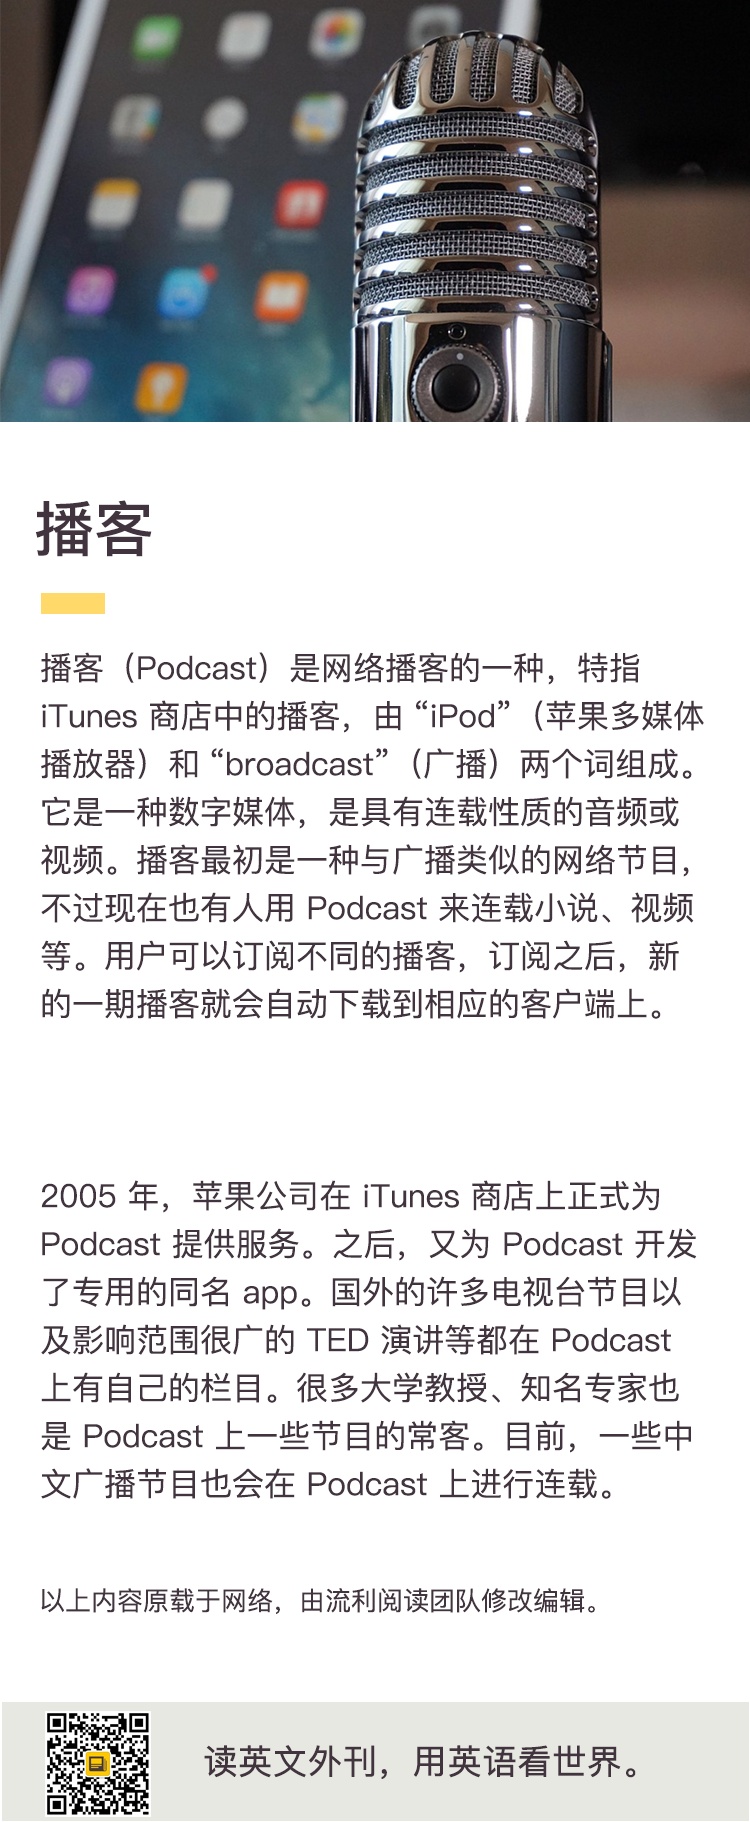 播客
播客（Podcast）是网络播客的一种，特指
iTunes 商店中的播客，由 “iPod”（苹果多媒体
播放器）和 “broadcast”（广播）两个词组成。
它是一种数字媒体，是具有连载性质的音频或
视频。播客最初是一种与广播类似的网络节目，
不过现在也有人用 Podcast 来连载小说、视频
等。用户可以订阅不同的播客，订阅之后，新
的一期播客就会自动下载到相应的客户端上。
2005 年，苹果公司在 iTunes 商店上正式为
Podcast 提供服务。之后，又为 Podcast 开发
了专用的同名 app。国外的许多电视台节目以
及影响范围很广的 TED 演讲等都在 Podcast
上有自己的栏目。很多大学教授、知名专家也
是 Podcast 上一些节目的常客。目前，一些中
文广播节目也会在 Podcast 上进行连载。
以上内容原载于网络，由流利阅读团队修改编辑。
读英文外刊，用英语看世界。